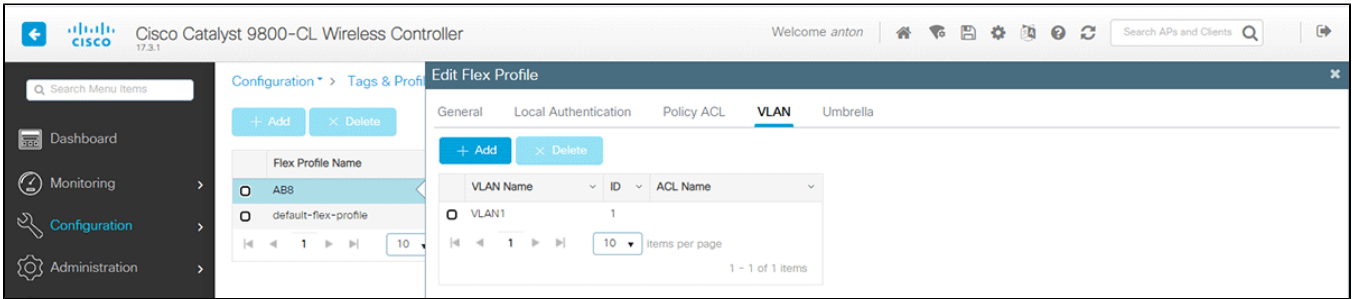 CISCO
Cisco Catalyst 9800-CL Wireless Controller
17.3.1
Welcome anton
Search APs and Clients
Search Menu Items
Dashboard
Monitoring
Configuration
Administration
Configuration > Tags & Profil
+ Add
× Delete
Flex Profile Name
AB8
default-flex-profile
1
10
Edit Flex Profile
General Local Authentication Policy ACL VLAN Umbrella
+ Add
× Delete
VLAN Name ID ACL Name
VLAN1 1
1 10 items per page
1 - 1 of 1 items